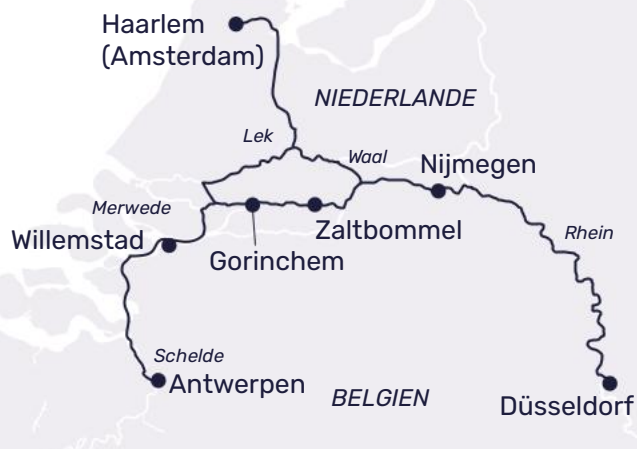 Haarlem
(Amsterdam)
NIEDERLANDE
Lek
Waal
Nijmegen
Merwede
Willemstad
Zaltbommel
Rhein
Gorinchem
Schelde
Antwerpen
BELGIEN
Düsseldorf